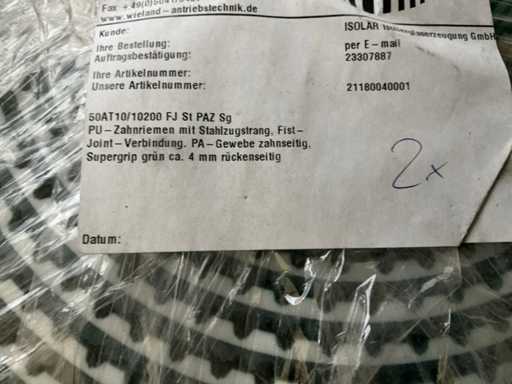 Fax
www.wieland-antriebstechnik.de
Kunde: ISOLAR
Ihre Bestellung: per E-mail
Auftragsbestätigung: 23307887
Ihre Artikelnummer:
Unsere Artikelnummer: 21180040001
50AT10/10200 FJ St PAZ Sg
PU-Zahnriemen mit Stahlzugstrang, Fist-
Joint-Verbindung, PA-Gewebe zahnseitig,
Supergrip grün ca. 4 mm rückenseitig
2x
Datum: